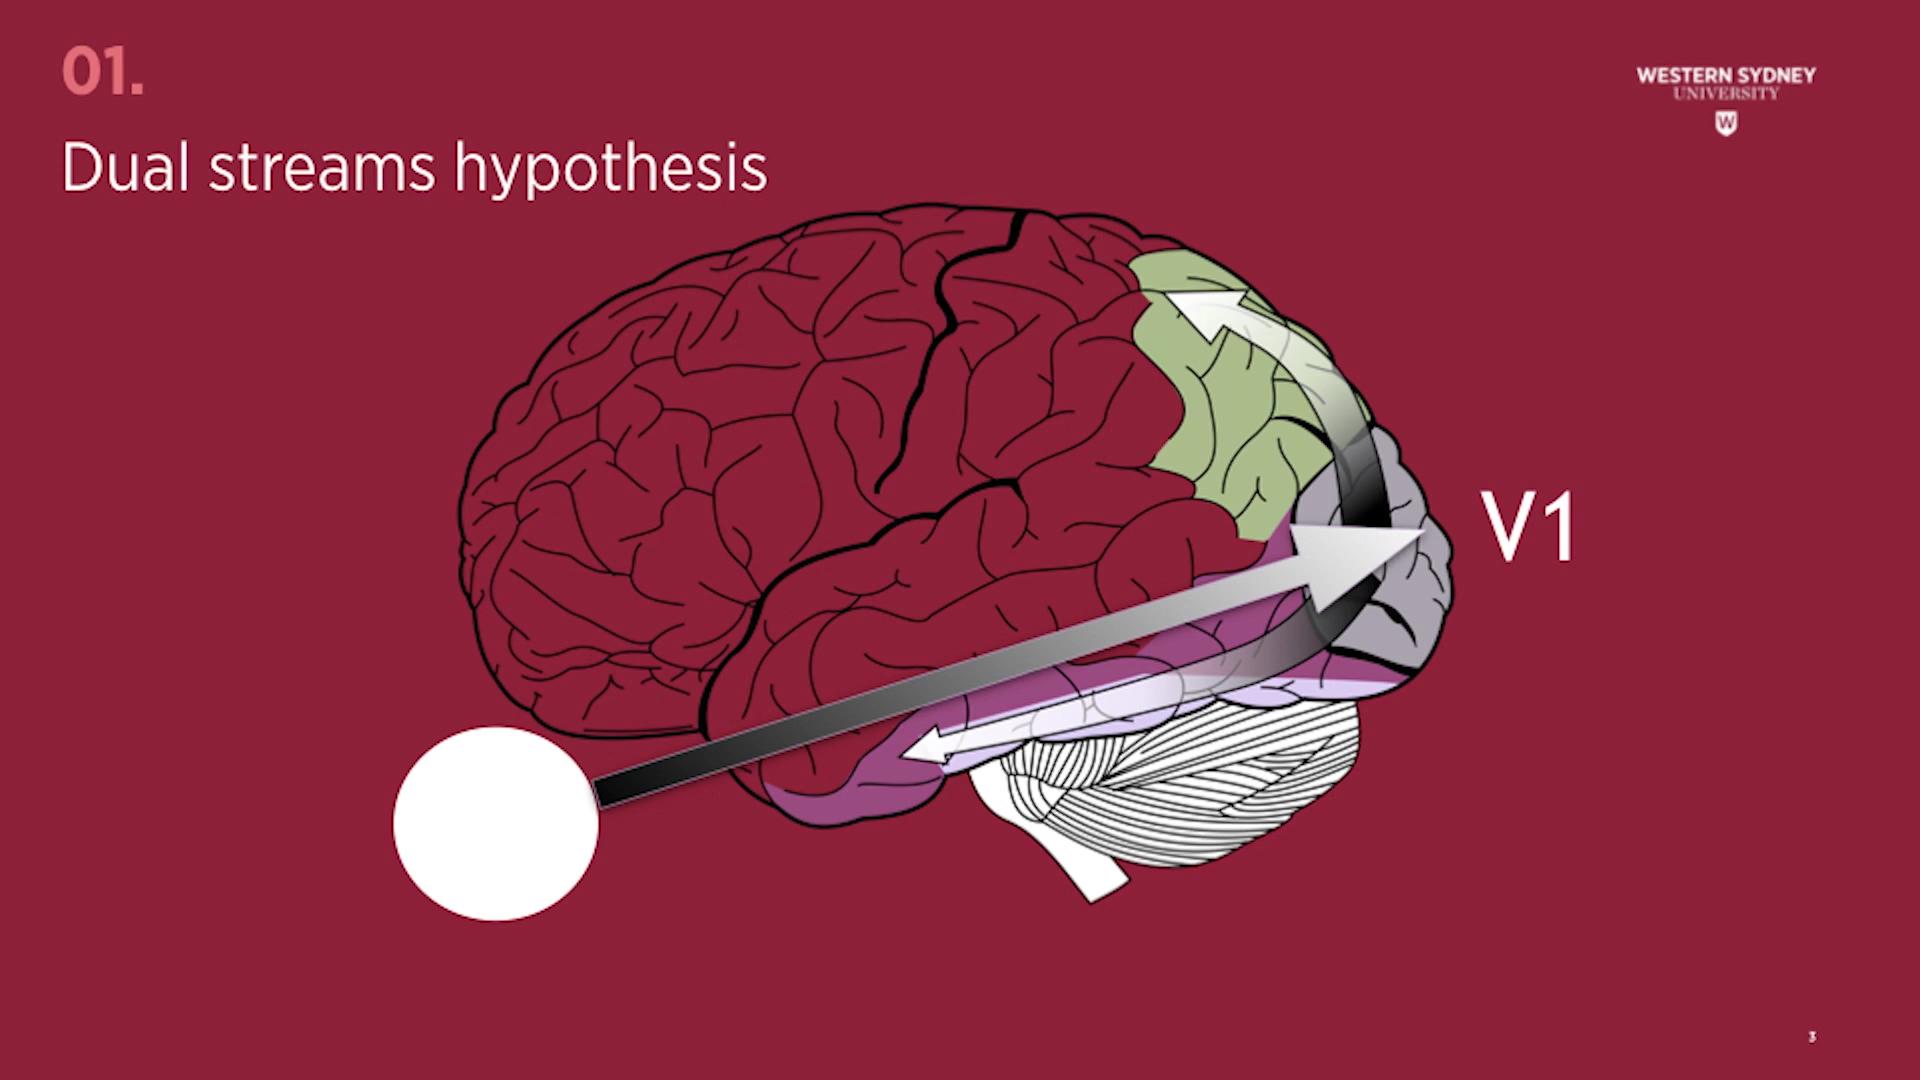 01.
WESTERN SYDNEY
UNIVERSITY
W
Dual streams hypothesis
V1
3